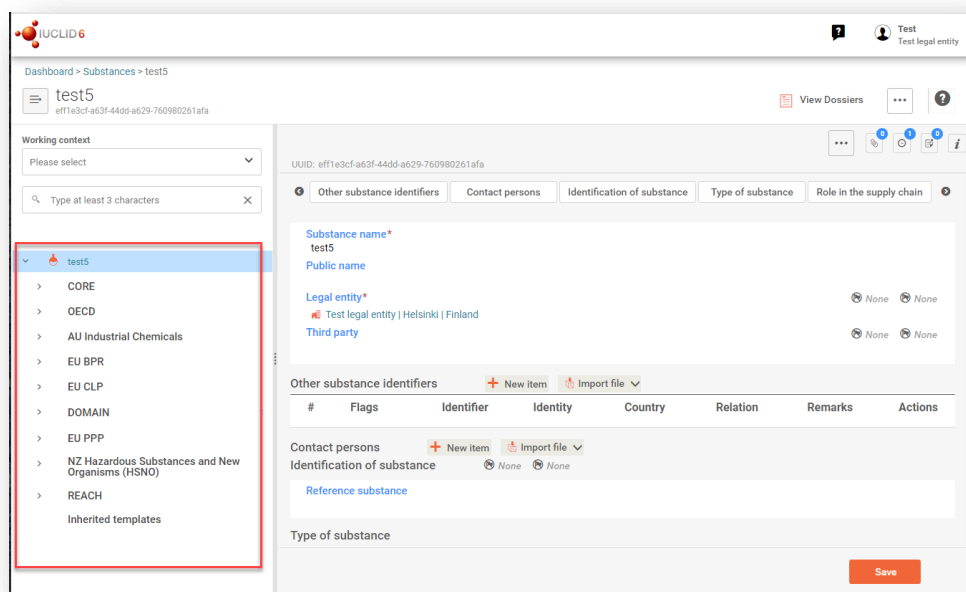 IUCLID 6
?
Test
Test legal entity
Dashboard > Substances > test5
test5
eff1e3cf-a63f-44dd-a629-760980261afa
View Dossiers
...
?
Working context
Please select
Type at least 3 characters
test5
CORE
OECD
AU Industrial Chemicals
EU BPR
EU CLP
DOMAIN
EU PPP
NZ Hazardous Substances and New
Organisms (HSNO)
REACH
Inherited templates
... 0 1 0 i
UUID: eff1e3cf-a63f-44dd-a629-760980261afa
Other substance identifiers Contact persons Identification of substance Type of substance Role in the supply chain
Substance name*
test5
Public name
Legal entity* None None
Test legal entity | Helsinki | Finland
Third party None None
Other substance identifiers + New item Import file
# Flags Identifier Identity Country Relation Remarks Actions
Contact persons + New item Import file
Identification of substance None None
Reference substance
Type of substance
Save